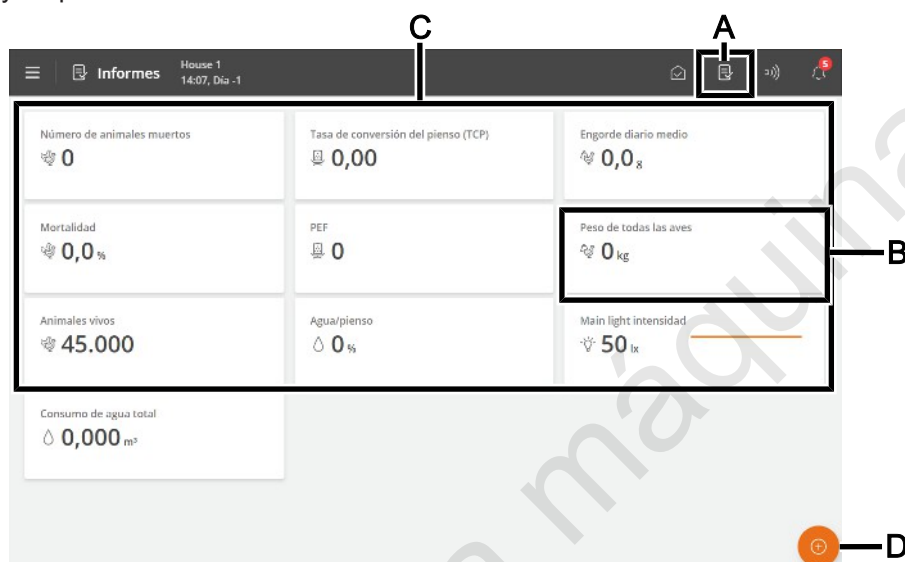 C
A
Informes
House 1
14:07, Día -1
5
Número de animales muertos
0
Tasa de conversión del pienso (TCP)
0,00
Engorde diario medio
0,0 g
Mortalidad
0,0 %
PEF
0
Peso de todas las aves
0 kg
B
Animales vivos
45.000
Agua/pienso
0 %
Main light intensidad
50 lx
Consumo de agua total
0,000 m³
D
máquina